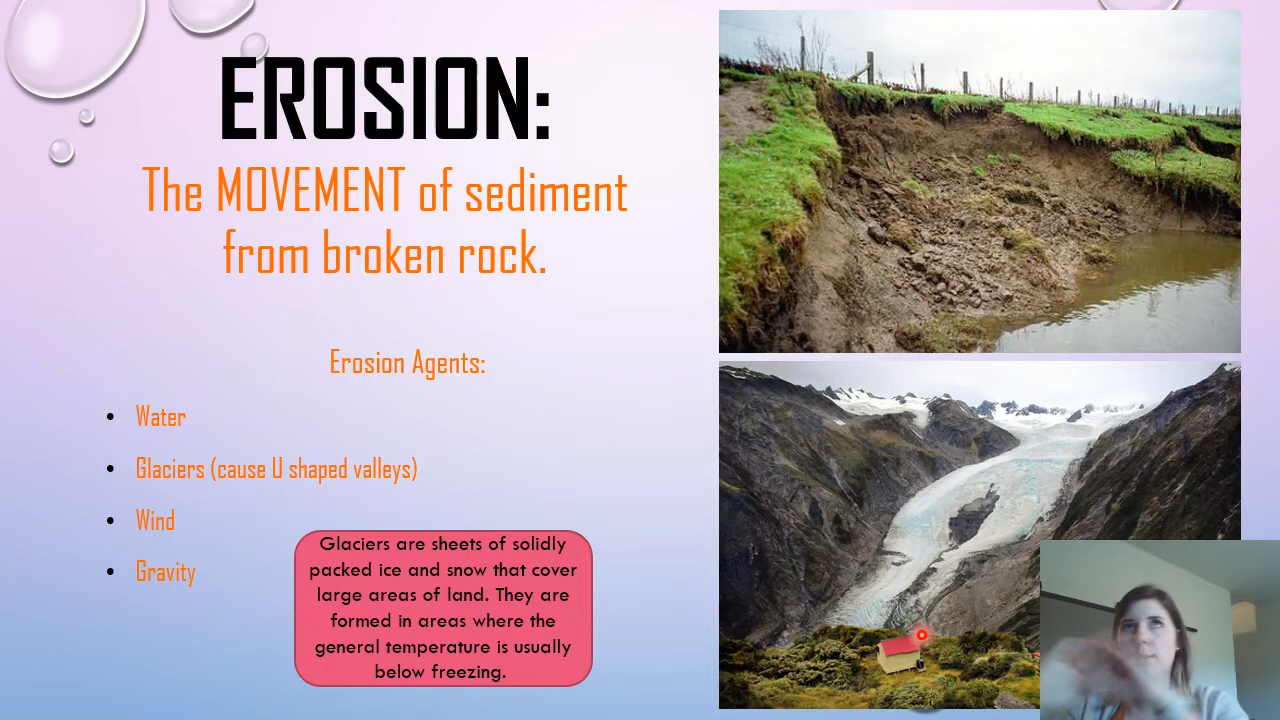 EROSION:
The MOVEMENT of sediment
from broken rock.
Erosion Agents:
• Water
• Glaciers (cause U shaped valleys)
• Wind
• Gravity
Glaciers are sheets of solidly
packed ice and snow that cover
large areas of land. They are
formed in areas where the
general temperature is usually
below freezing.